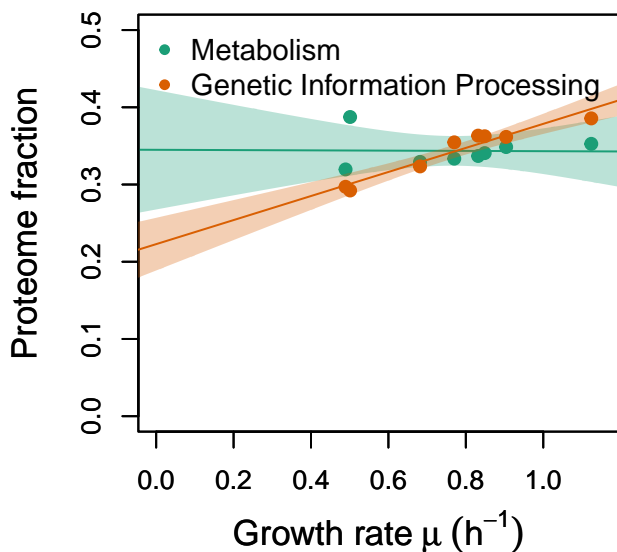 Metabolism
Genetic Information Processing
Proteome fraction
0.5
0.4
0.3
0.2
0.1
0.0
0.0 0.2 0.4 0.6 0.8 1.0
Growth rate μ (h⁻¹)